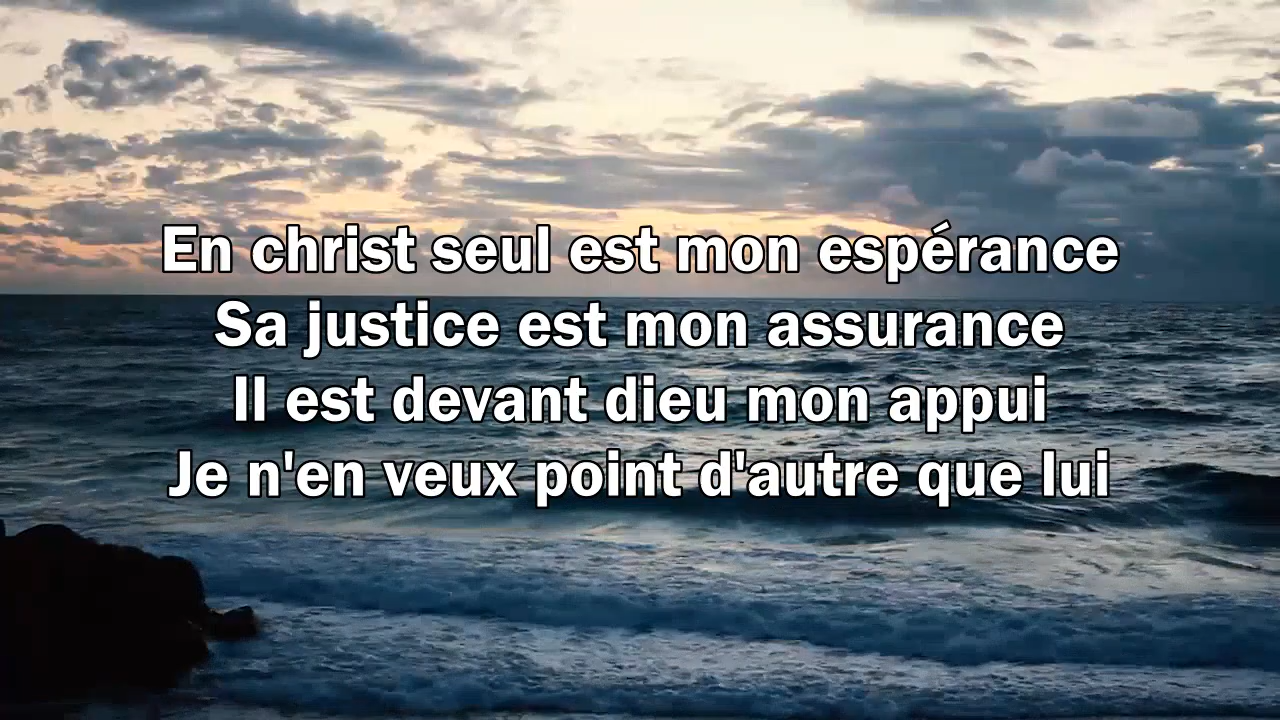 En christ seul est mon espérance
Sa justice est mon assurance
Il est devant dieu mon appui
Je n'en veux point d'autre que lui